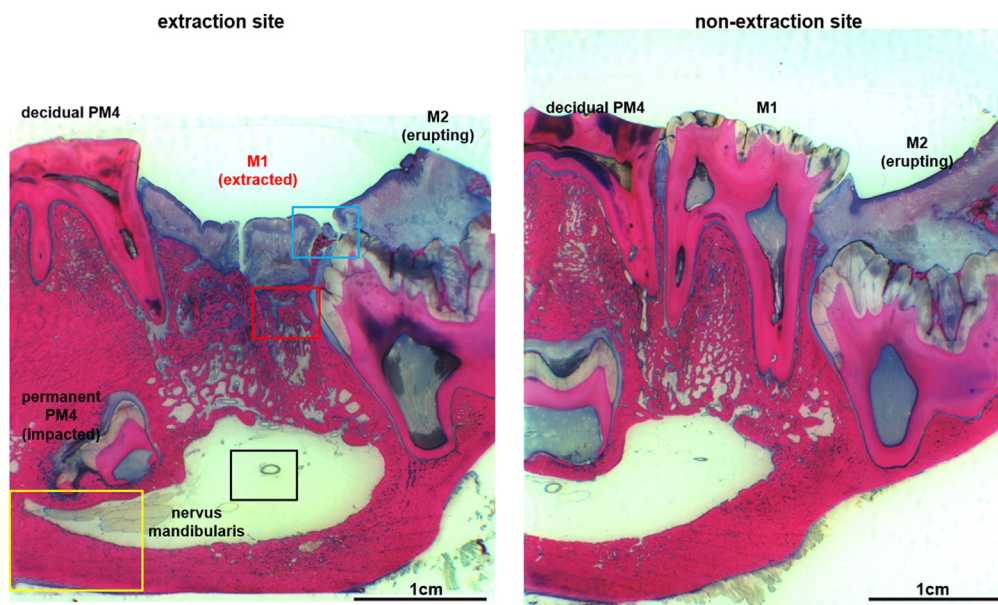 extraction site
non-extraction site
decidual PM4
M1
(extracted)
M2
(erupting)
permanent
PM4
(impacted)
nervus
mandibularis
1cm
decidual PM4
M1
M2
(erupting)
1cm